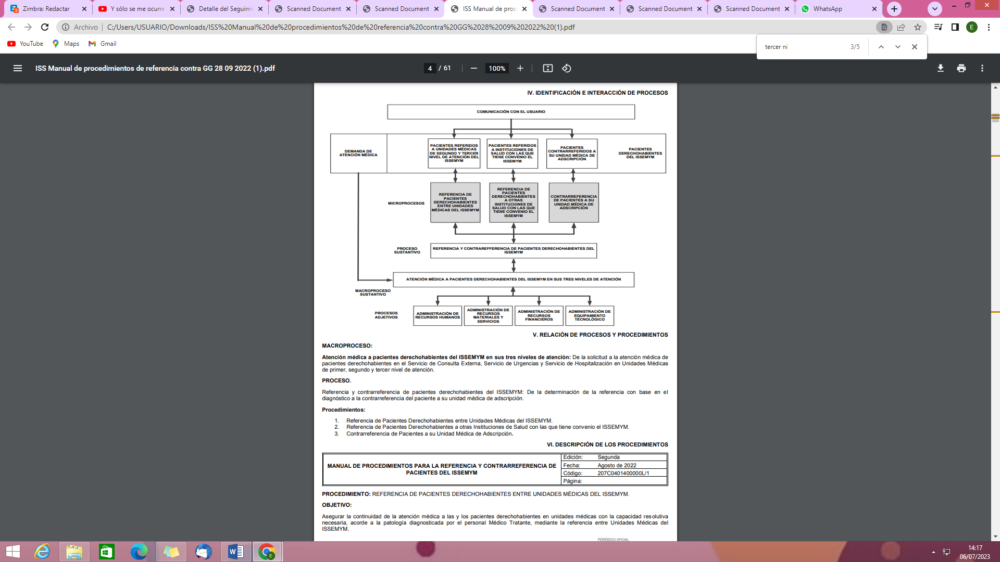 Zimbra: Redactar
Y sólo se me ocurre
Detalle del Seguimi
Scanned Document
Scanned Document
ISS Manual de proc
Scanned Document
Scanned Document
Scanned Document
WhatsApp
Archivo
C:/Users/USUARIO/Downloads/ISS%20Manual%20de%20procedimientos%20de%20referencia%20contra%20GG%2028%2009%202022%20(1).pdf
E
YouTube
Maps
Gmail
tercer ni
3/5
ISS Manual de procedimientos de referencia contra GG 28 09 2022 (1).pdf
4 / 61
100%
IV. IDENTIFICACIÓN E INTERACCIÓN DE PROCESOS
COMUNICACIÓN CON EL USUARIO
DEMANDA DE
ATENCIÓN MÉDICA
PACIENTES REFERIDOS
A UNIDADES MÉDICAS
DE SEGUNDO Y TERCER
NIVEL DE ATENCIÓN DEL
ISSEMYM
PACIENTES REFERIDOS
A INSTITUCIONES DE
SALUD CON LAS QUE
TIENE CONVENIO EL
ISSEMYM
PACIENTES
CONTRARREFERIDOS A
SU UNIDAD MÉDICA DE
ADSCRIPCIÓN
PACIENTES
DERECHOHABIENTES
DEL ISSEMYM
MICROPROCESOS
REFERENCIA DE
PACIENTES
DERECHOHABIENTES
ENTRE UNIDADES
MÉDICAS DEL ISSEMYM
REFERENCIA DE
PACIENTES
DERECHOHABIENTES
A OTRAS
INSTITUCIONES DE
SALUD CON LAS QUE
TIENE CONVENIO EL
ISSEMYM
CONTRARREFERENCIA
DE PACIENTES A SU
UNIDAD MÉDICA DE
ADSCRIPCIÓN
PROCESO
SUSTANTIVO
REFERENCIA Y CONTRAREFFERENCIA DE PACIENTES DERECHOHABIENTES DEL
ISSEMYM
ATENCIÓN MÉDICA A PACIENTES DERECHOHABIENTES DEL ISSEMYM EN SUS TRES NIVELES DE ATENCIÓN
MACROPROCESO
SUSTANTIVO
PROCESOS
ADJETIVOS
ADMINISTRACIÓN DE
RECURSOS HUMANOS
ADMINISTRACIÓN DE
RECURSOS
MATERIALES Y
SERVICIOS
ADMINISTRACIÓN DE
RECURSOS
FINANCIEROS
ADMINISTRACIÓN DE
EQUIPAMIENTO
TECNOLÓGICO
V. RELACIÓN DE PROCESOS Y PROCEDIMIENTOS
MACROPROCESO:
Atención médica a pacientes derechohabientes del ISSEMYM en sus tres niveles de atención: De la solicitud a la atención médica de
pacientes derechohabientes en el Servicio de Consulta Externa, Servicio de Urgencias y Servicio de Hospitalización en Unidades Médicas
de primer, segundo y tercer nivel de atención.
PROCESO.
Referencia y contrarreferencia de pacientes derechohabientes del ISSEMYM: De la determinación de la referencia con base en el
diagnóstico a la contrarreferencia del paciente a su unidad médica de adscripción.
Procedimientos:
1. Referencia de Pacientes Derechohabientes entre Unidades Médicas del ISSEMYM.
2. Referencia de Pacientes Derechohabientes a otras Instituciones de Salud con las que tiene convenio el ISSEMYM.
3. Contrarreferencia de Pacientes a su Unidad Médica de Adscripción.
VI. DESCRIPCIÓN DE LOS PROCEDIMIENTOS
MANUAL DE PROCEDIMIENTOS PARA LA REFERENCIA Y CONTRARREFERENCIA DE
PACIENTES DEL ISSEMYM
Edición: Segunda
Fecha: Agosto de 2022
Código: 207C0401400000L/1
Página:
PROCEDIMIENTO: REFERENCIA DE PACIENTES DERECHOHABIENTES ENTRE UNIDADES MÉDICAS DEL ISSEMYM.
OBJETIVO:
Asegurar la continuidad de la atención médica a las y los pacientes derechohabientes en unidades médicas con la capacidad resolutiva
necesaria, acorde a la patología diagnosticada por el personal Médico Tratante, mediante la referencia entre Unidades Médicas del
ISSEMYM.
PERIÓDICO OFICIAL
14:17
06/07/2023